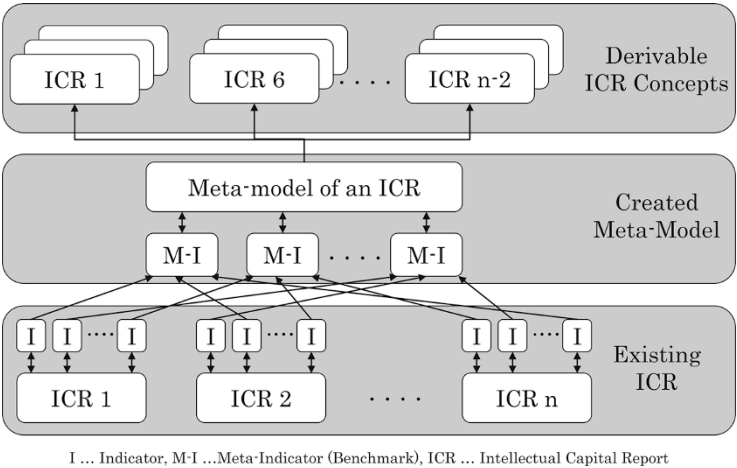 ICR 1 ICR 6 . . . . ICR n-2 Derivable
ICR Concepts
Meta-model of an ICR Created
Meta-Model
M-I M-I . . . . M-I
I I .... I I I .... I I I .... I Existing
ICR
ICR 1 ICR 2 . . . . ICR n
I ... Indicator, M-I ...Meta-Indicator (Benchmark), ICR ... Intellectual Capital Report